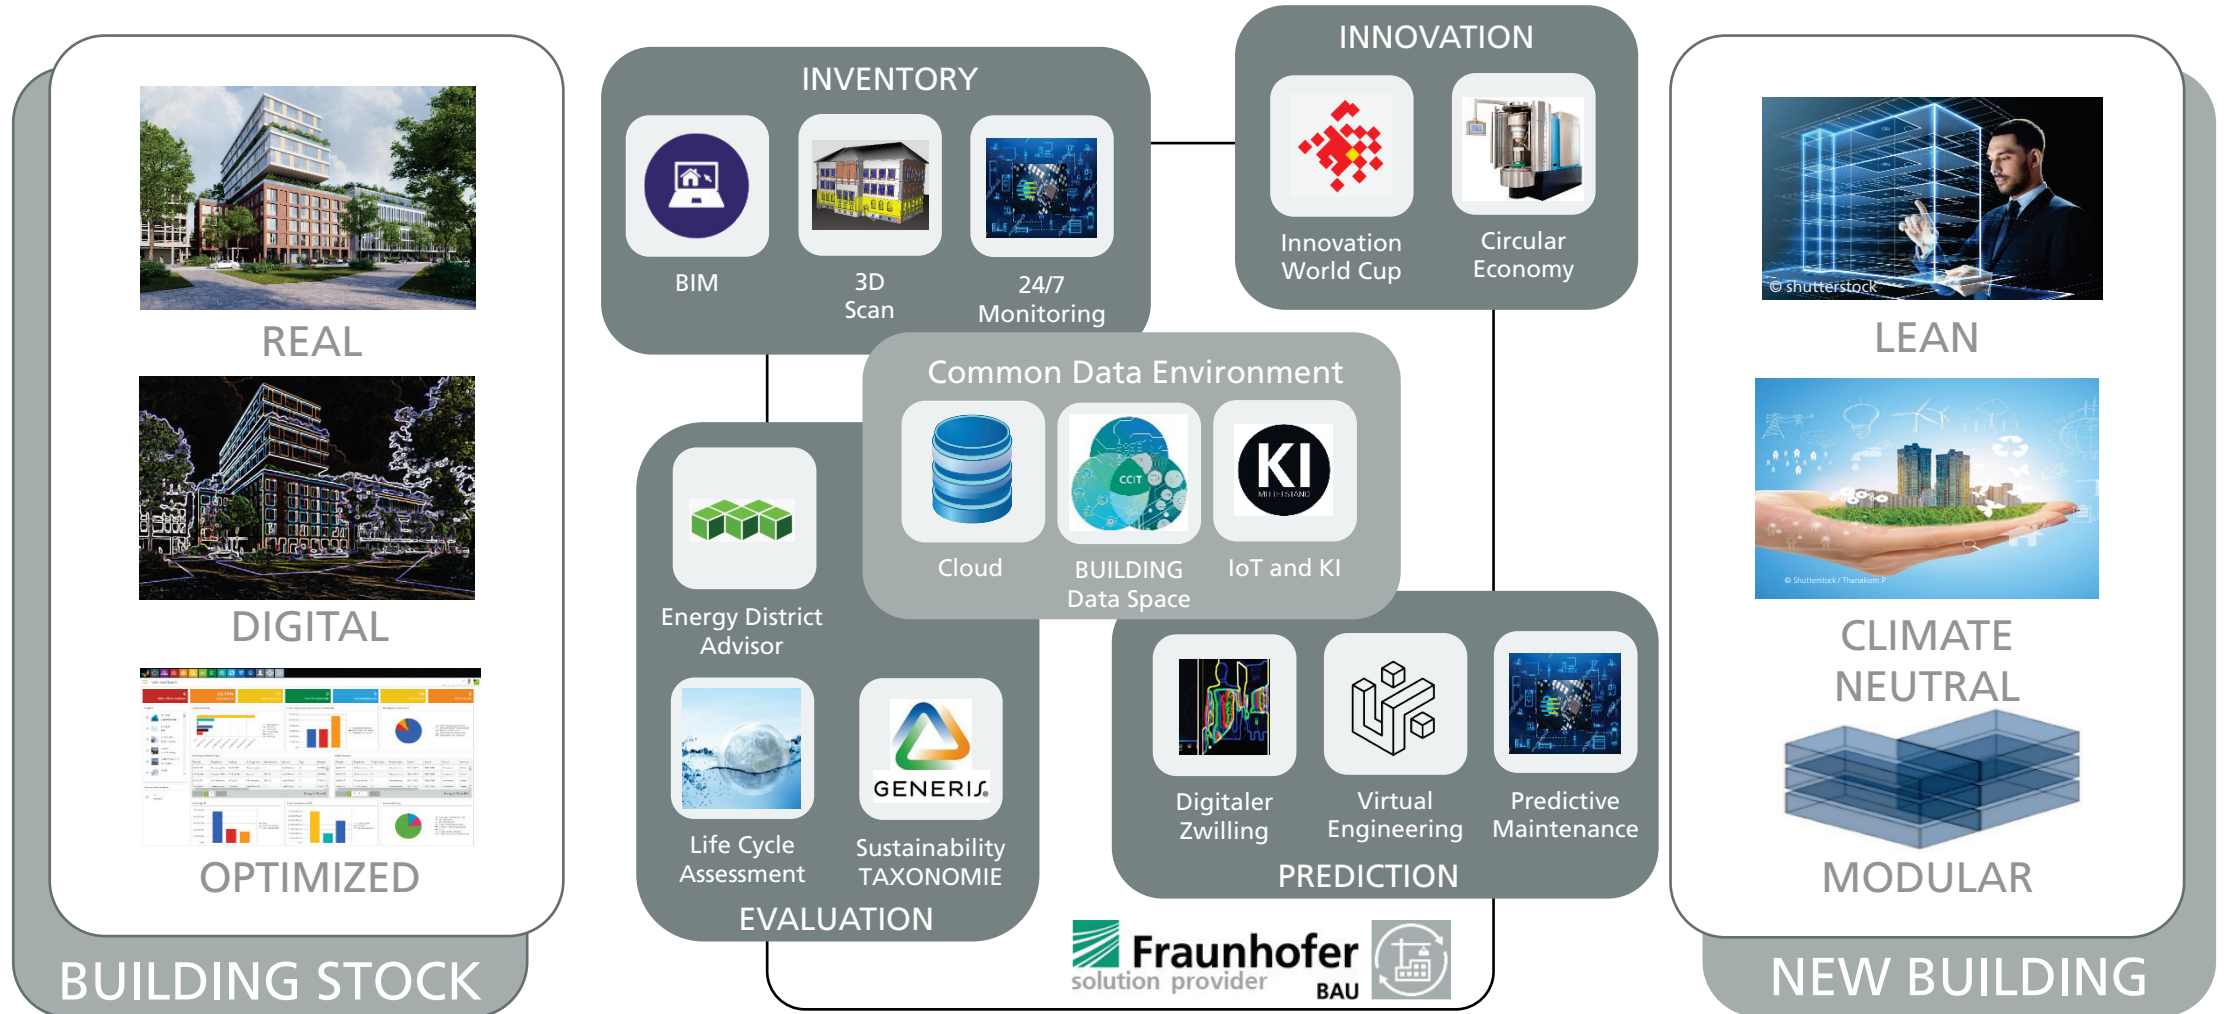 REAL
DIGITAL
OPTIMIZED
BUILDING STOCK
INVENTORY
BIM
3D
Scan
24/7
Monitoring
INNOVATION
Innovation
World Cup
Circular
Economy
Common Data Environment
CCIT
KI
MITTELSTAND
Cloud
BUILDING
Data Space
IoT and KI
Energy District
Advisor
GENERIS®
Life Cycle
Assessment
Sustainability
TAXONOMIE
EVALUATION
Digitaler
Zwilling
Virtual
Engineering
Predictive
Maintenance
PREDICTION
Fraunhofer
solution provider
BAU
© shutterstock
LEAN
© Shutterstock / Thanakorn.P
CLIMATE
NEUTRAL
MODULAR
NEW BUILDING